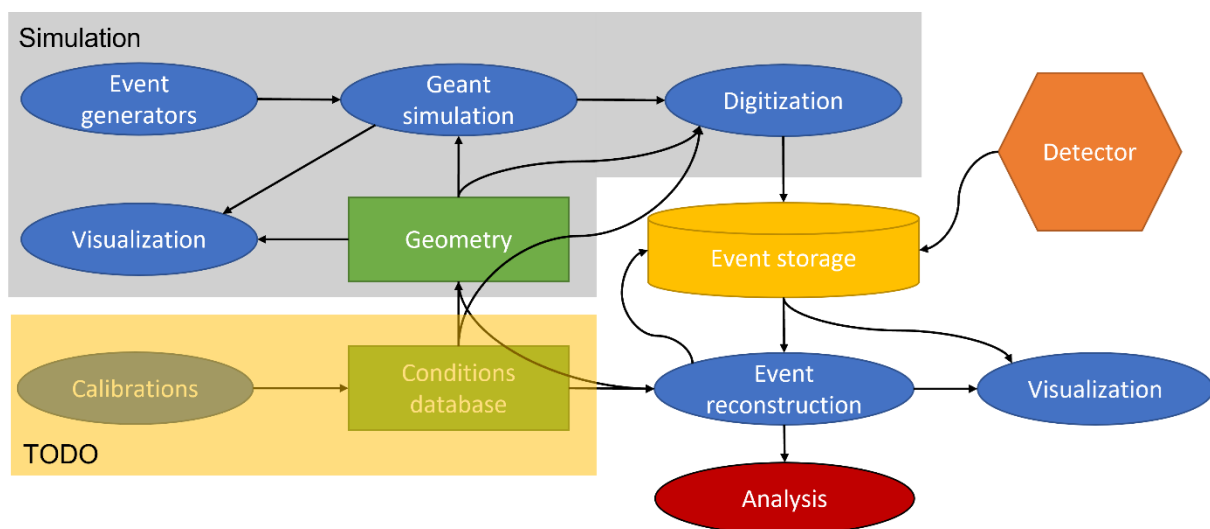 Simulation
Event
generators
Geant
simulation
Digitization
Detector
Visualization
Geometry
Event storage
Calibrations
Conditions
database
Event
reconstruction
Visualization
TODO
Analysis